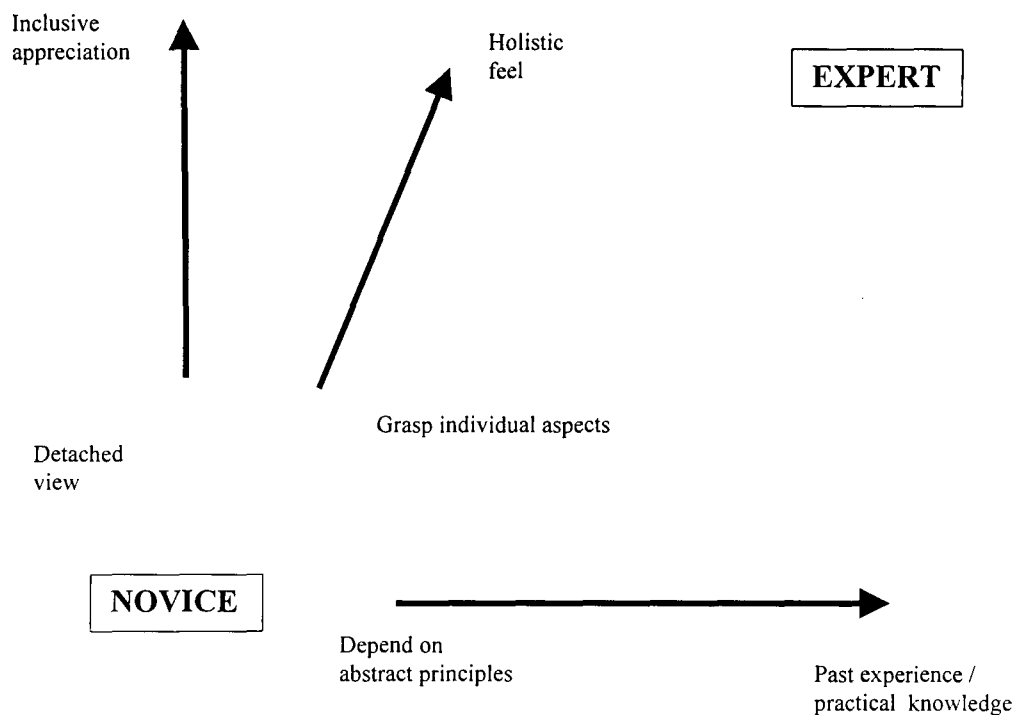 Inclusive
appreciation
Holistic
feel
EXPERT
Grasp individual aspects
Detached
view
NOVICE
Depend on
abstract principles
Past experience /
practical knowledge